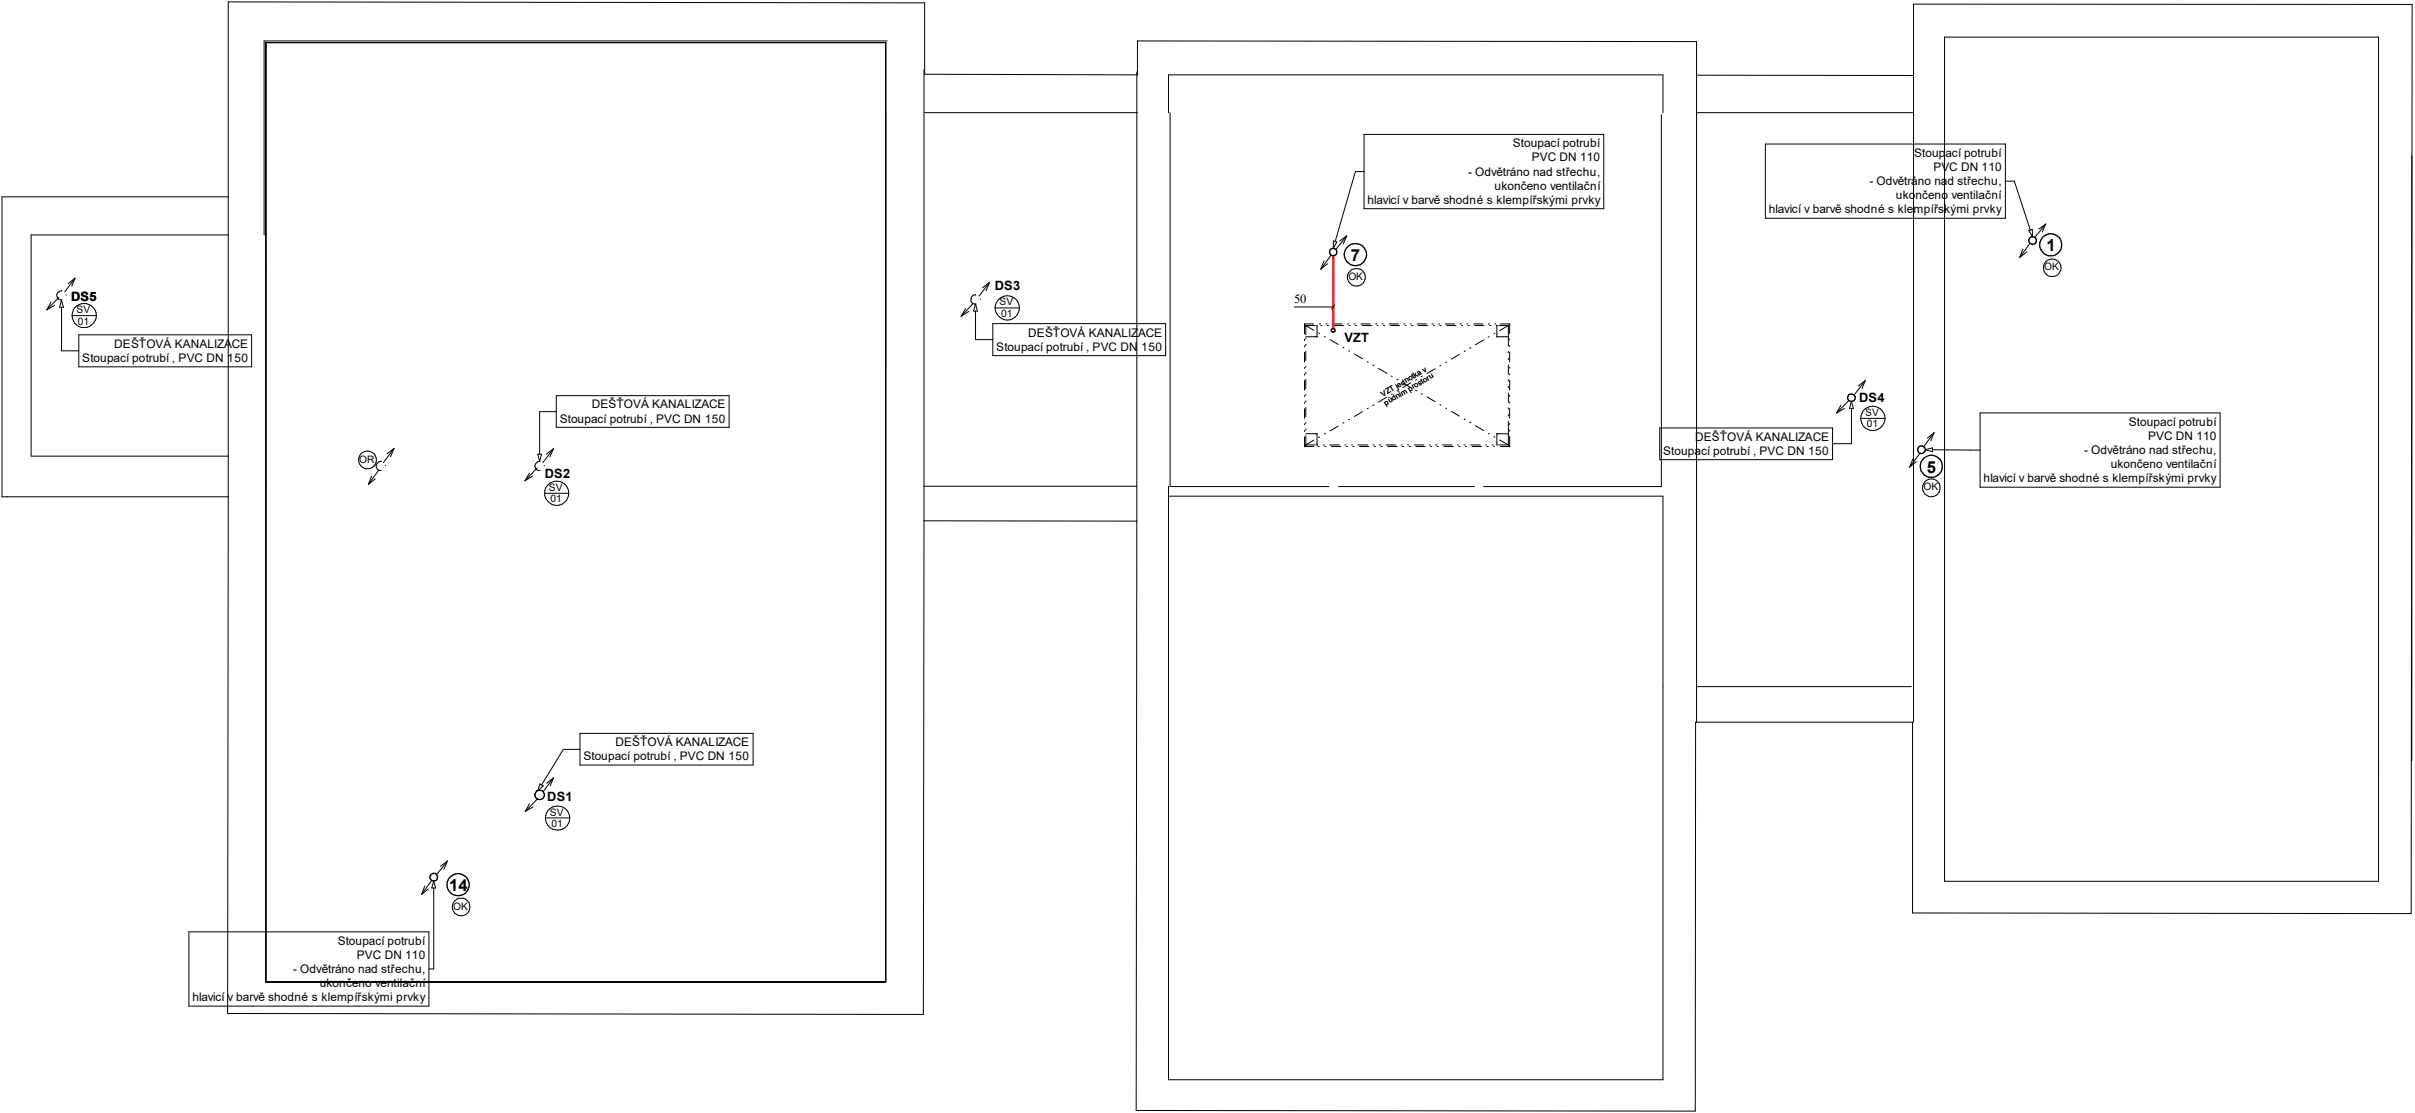 Stoupací potrubí
PVC DN 110
- Odvětráno nad střechu,
ukončeno ventilační
hlavicí v barvě shodné s klempířskými prvky
7
OK
50
VZT
VZT jednotka v
půdním prostoru
Stoupací potrubí
PVC DN 110
- Odvětráno nad střechu,
ukončeno ventilační
hlavicí v barvě shodné s klempířskými prvky
1
OK
DS5
SV
01
DEŠŤOVÁ KANALIZACE
Stoupací potrubí , PVC DN 150
DS3
SV
01
DEŠŤOVÁ KANALIZACE
Stoupací potrubí , PVC DN 150
DEŠŤOVÁ KANALIZACE
Stoupací potrubí , PVC DN 150
OR
DS2
SV
01
DS4
SV
01
DEŠŤOVÁ KANALIZACE
Stoupací potrubí , PVC DN 150
Stoupací potrubí
PVC DN 110
- Odvětráno nad střechu,
ukončeno ventilační
hlavicí v barvě shodné s klempířskými prvky
5
OK
DEŠŤOVÁ KANALIZACE
Stoupací potrubí , PVC DN 150
DS1
SV
01
14
OK
Stoupací potrubí
PVC DN 110
- Odvětráno nad střechu,
ukončeno ventilační
hlavicí v barvě shodné s klempířskými prvky